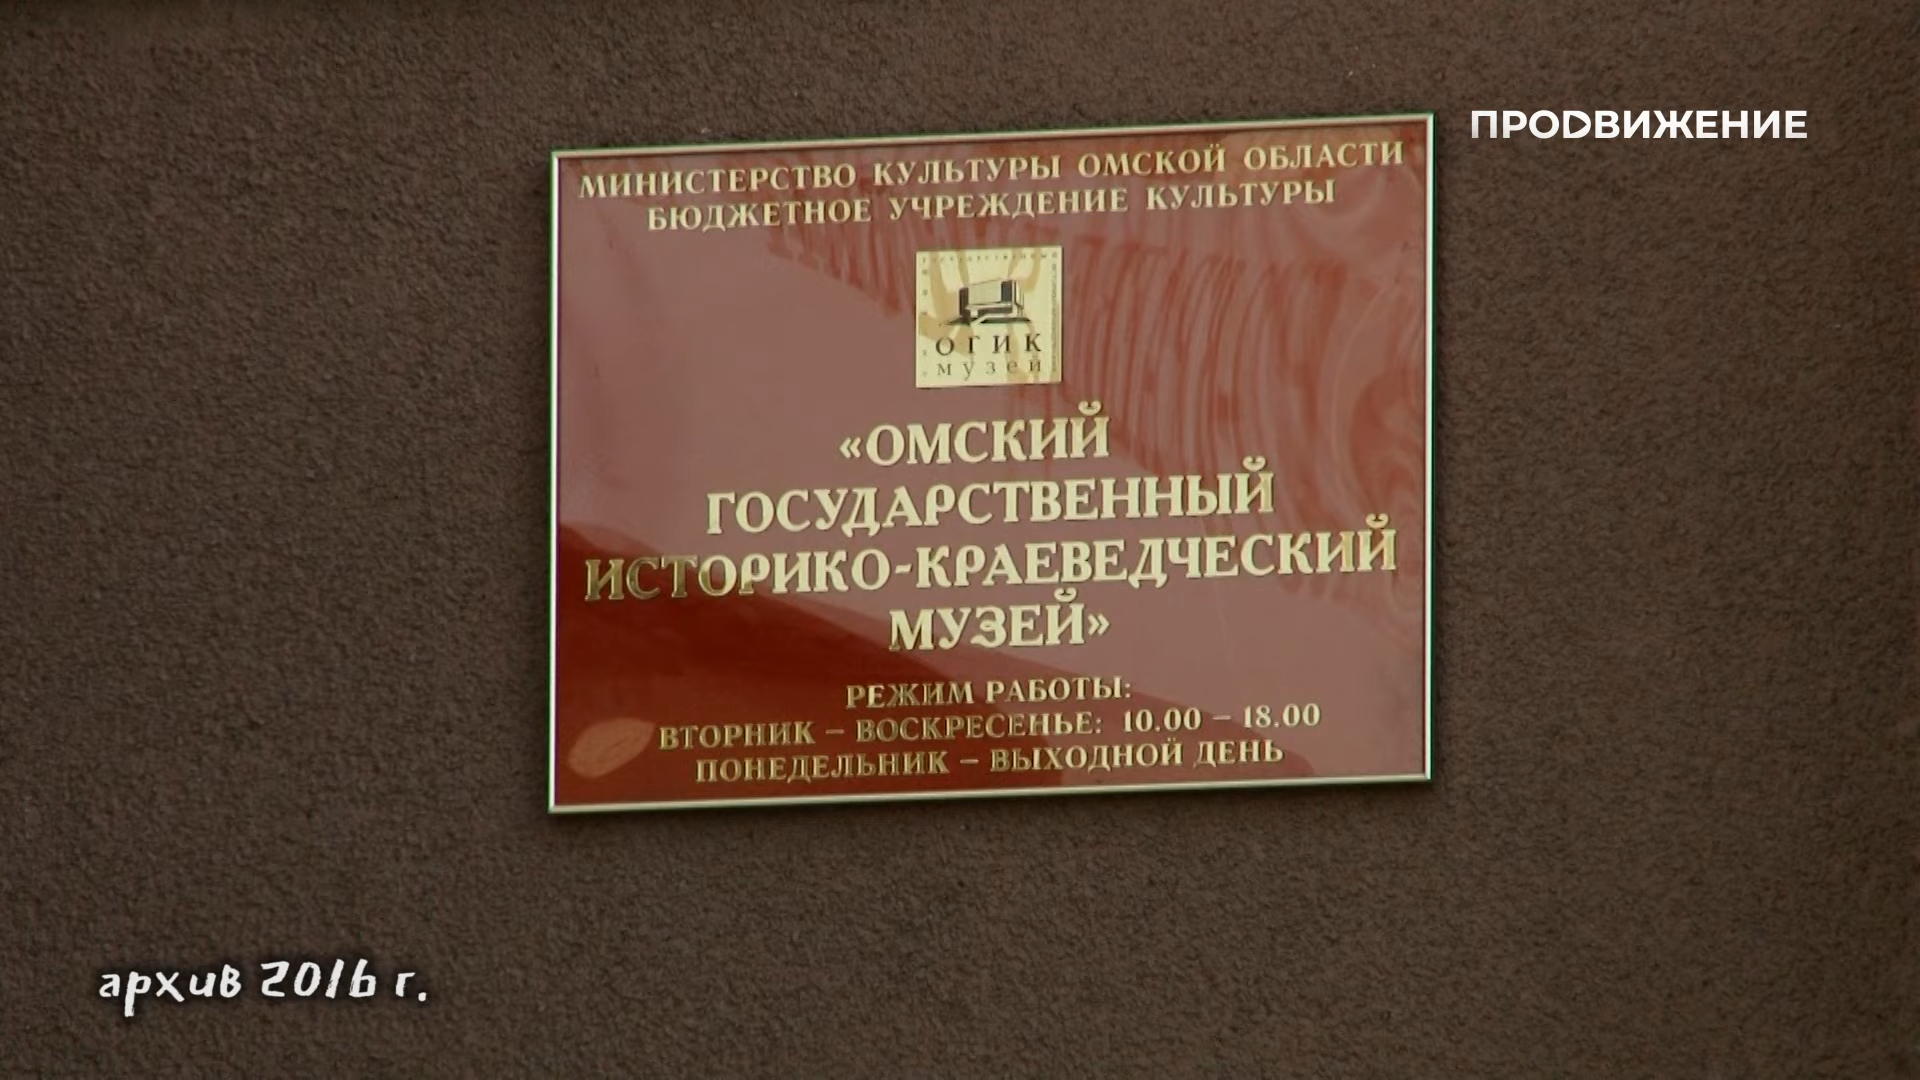 ПРОDВИЖЕНИЕ
МИНИСТЕРСТВО КУЛЬТУРЫ ОМСКОЙ ОБЛАСТИ
БЮДЖЕТНОЕ УЧРЕЖДЕНИЕ КУЛЬТУРЫ
ОГИК
музей
«ОМСКИЙ
ГОСУДАРСТВЕННЫЙ
ИСТОРИКО-КРАЕВЕДЧЕСКИЙ
МУЗЕЙ»
РЕЖИМ РАБОТЫ:
ВТОРНИК – ВОСКРЕСЕНЬЕ: 10.00 – 18.00
ПОНЕДЕЛЬНИК – ВЫХОДНОЙ ДЕНЬ
архив 2016 г.